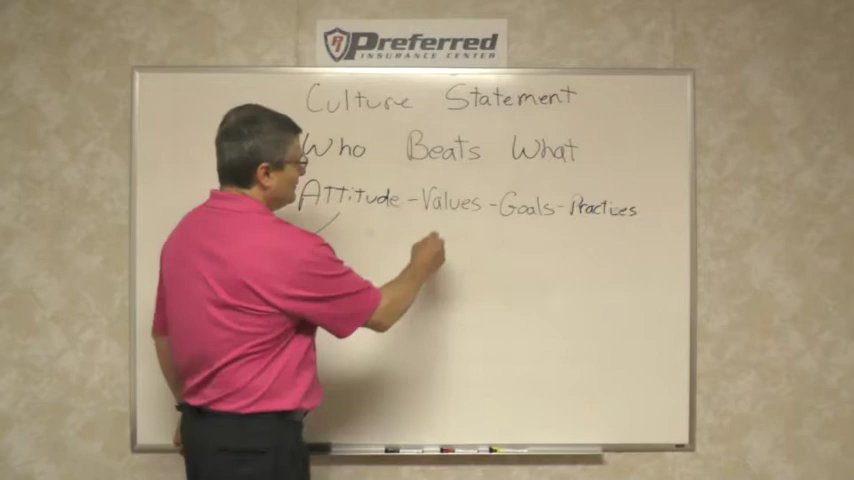 Preferred
INSURANCE CENTER
Culture Statement
Who Beats What
Attitude - Values - Goals - Practices